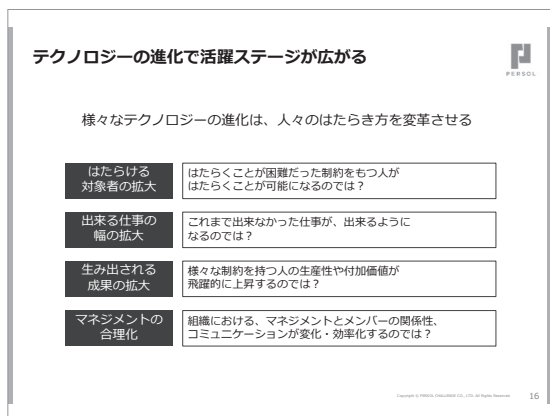 テクノロジーの進化で活躍ステージが広がる
PERSOL
様々なテクノロジーの進化は、人々のはたらき方を変革させる
はたらける
対象者の拡大
はたらくことが困難だった制約をもつ人が
はたらくことが可能になるのでは？
出来る仕事の
幅の拡大
これまで出来なかった仕事が、出来るように
なるのでは？
生み出される
成果の拡大
様々な制約を持つ人の生産性や付加価値が
飛躍的に上昇するのでは？
マネジメントの
合理化
組織における、マネジメントとメンバーの関係性、
コミュニケーションが変化・効率化するのでは？
Copyright © PERSOL CHALLENGE CO., LTD. All Rights Reserved.
16